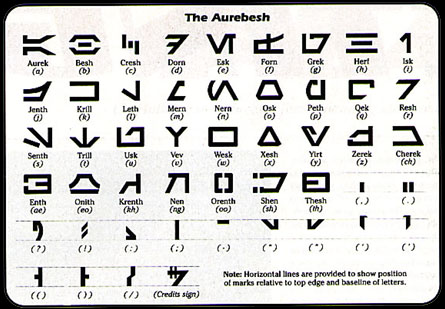 The Aurebesh
Aurek Besh Cresh Dorn Esk Forn Grek Herf Isk
(a) (b) (c) (d) (e) (f) (g) (h) (i)
Jenth Krill Leth Mern Nern Osk Peth Qek Resh
(j) (k) (l) (m) (n) (o) (p) (q) (r)
Senth Trill Usk Vev Wesk Xesh Yirt Zerek Cherek
(s) (t) (u) (v) (w) (x) (y) (z) (ch)
Enth Onith Krenth Nen Orenth Shen Thesh (,) (.)
(ae) (eo) (kh) (ng) (oo) (sh) (th)
(?) (!) (:) (;) (-) (") (") (') (')
(() ()) (/) (Credits sign)
Note: Horizontal lines are provided to show position
of marks relative to top edge and baseline of letters.